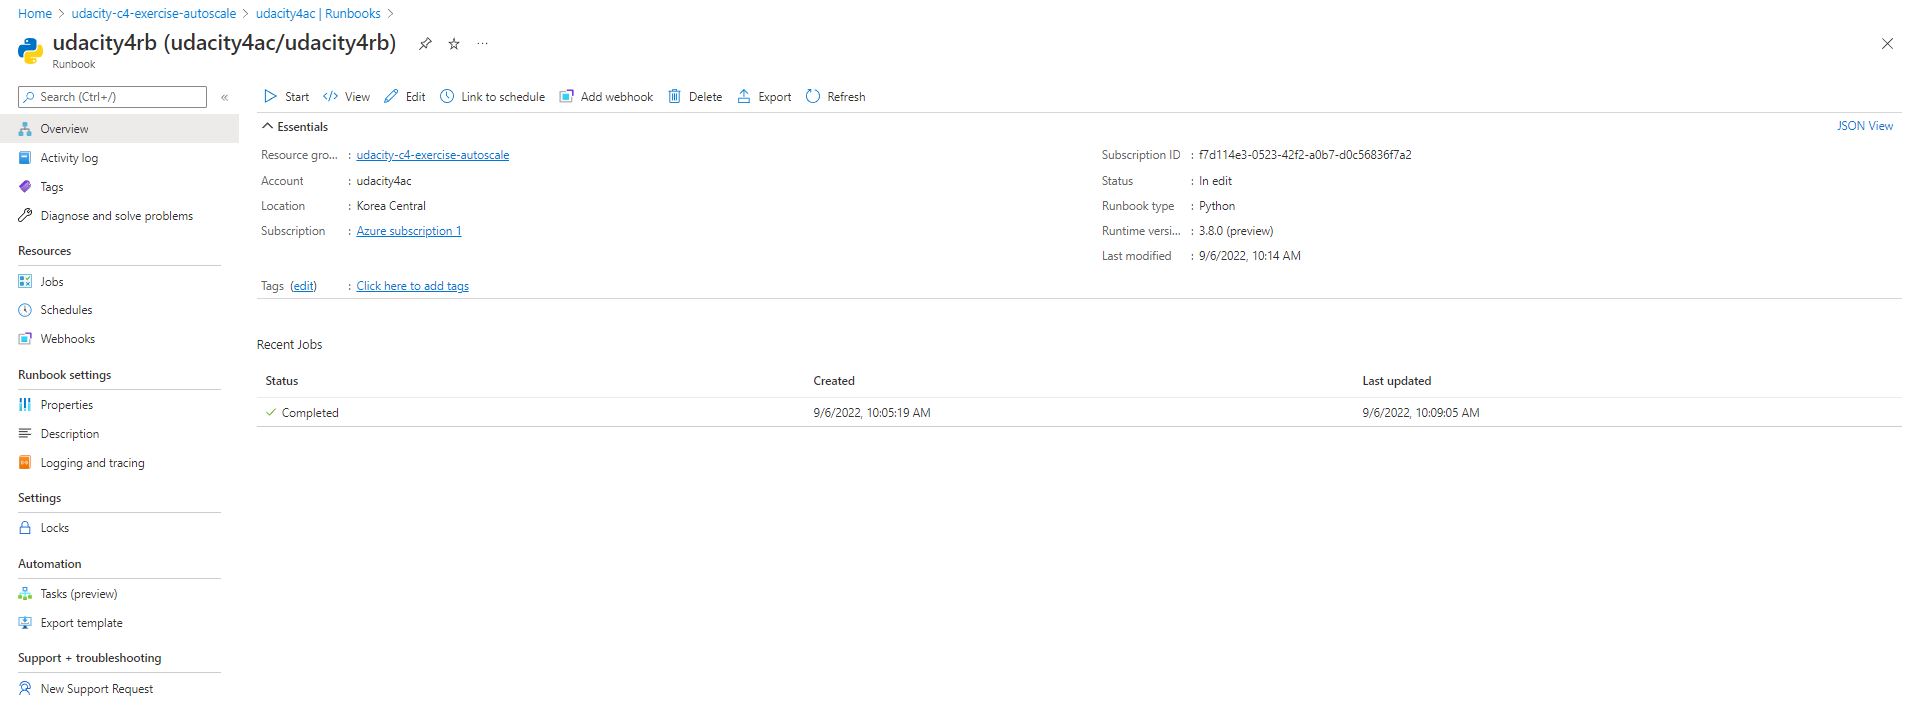 Home > udacity-c4-exercise-autoscale > udacity4ac | Runbooks >
udacity4rb (udacity4ac/udacity4rb) ...
Runbook
Search (Ctrl+/) «
Overview
Activity log
Tags
Diagnose and solve problems
Resources
Jobs
Schedules
Webhooks
Runbook settings
Properties
Description
Logging and tracing
Settings
Locks
Automation
Tasks (preview)
Export template
Support + troubleshooting
New Support Request
Start View Edit Link to schedule Add webhook Delete Export Refresh
Essentials JSON View
Resource gro... : udacity-c4-exercise-autoscale
Account : udacity4ac
Location : Korea Central
Subscription : Azure subscription 1
Subscription ID : f7d114e3-0523-42f2-a0b7-d0c56836f7a2
Status : In edit
Runbook type : Python
Runtime versi... : 3.8.0 (preview)
Last modified : 9/6/2022, 10:14 AM
Tags (edit) : Click here to add tags
Recent Jobs
Status Created Last updated
Completed 9/6/2022, 10:05:19 AM 9/6/2022, 10:09:05 AM